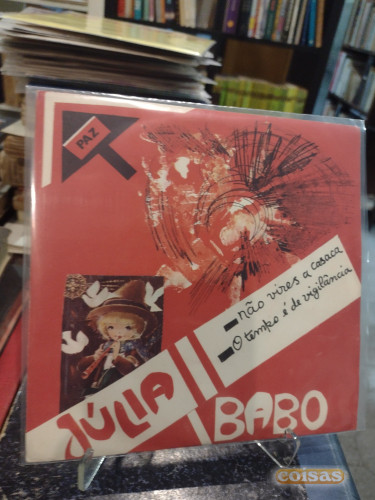 PAZ
- não vires a casaca
- O tempo é de vigilância
JÚLIA
BABO
coisas